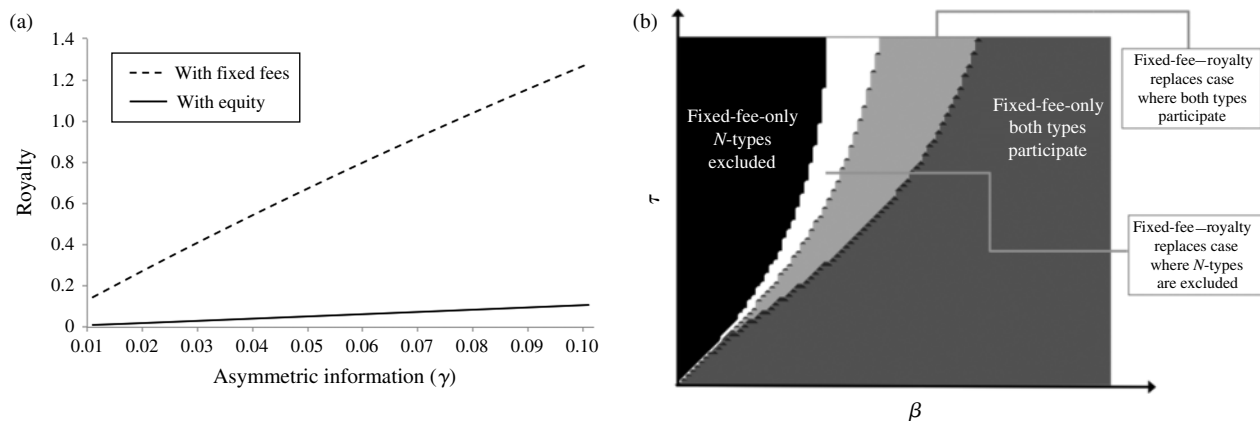 (a)
1.4
1.2
1.0
0.8
0.6
0.4
0.2
0
Royalty
With fixed fees
With equity
0.01 0.02 0.03 0.04 0.05 0.06 0.07 0.08 0.09 0.10
Asymmetric information (γ)
(b)
τ
Fixed-fee-only
N-types
excluded
Fixed-fee-only
both types
participate
Fixed-fee–royalty
replaces case
where both types
participate
Fixed-fee–royalty
replaces case
where N-types
are excluded
β